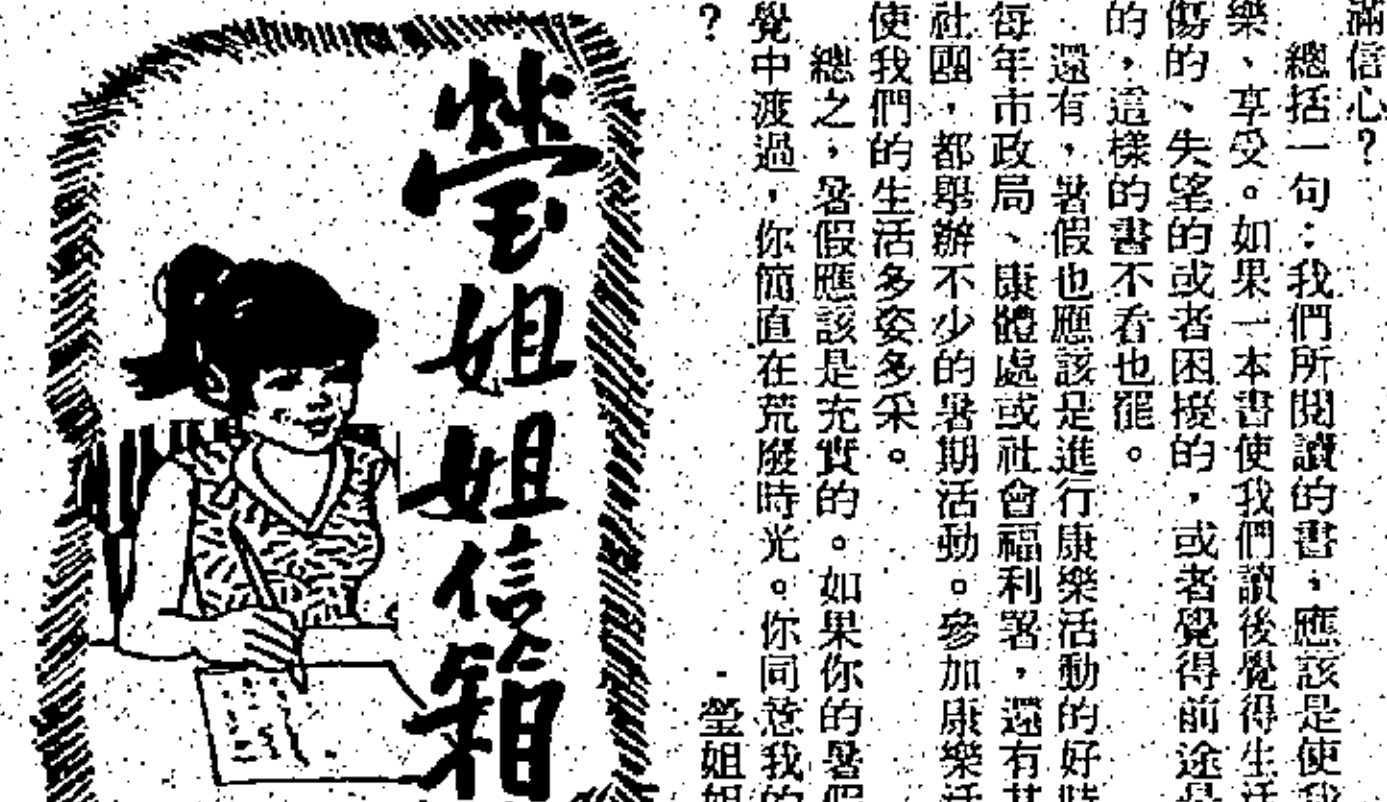 滿信心？
總括一句：我們所閱讀的書，應該是使我
樂、享受。如果一本書使我們讀後覺得生活
傷的、失望的或者困擾的，或者覺得前途是
的，這樣的書不看也罷。
還有，暑假也應該是進行康樂活動的好時
每年市政局、康體處或社會福利署，還有其
社團，都舉辦不少的暑期活動。參加康樂活
使我們的生活多姿多采。
總之，暑假應該是充實的。如果你的暑假
覺中渡過，你簡直在荒廢時光。你同意我的
？
瑩姐姐
瑩姐姐信箱